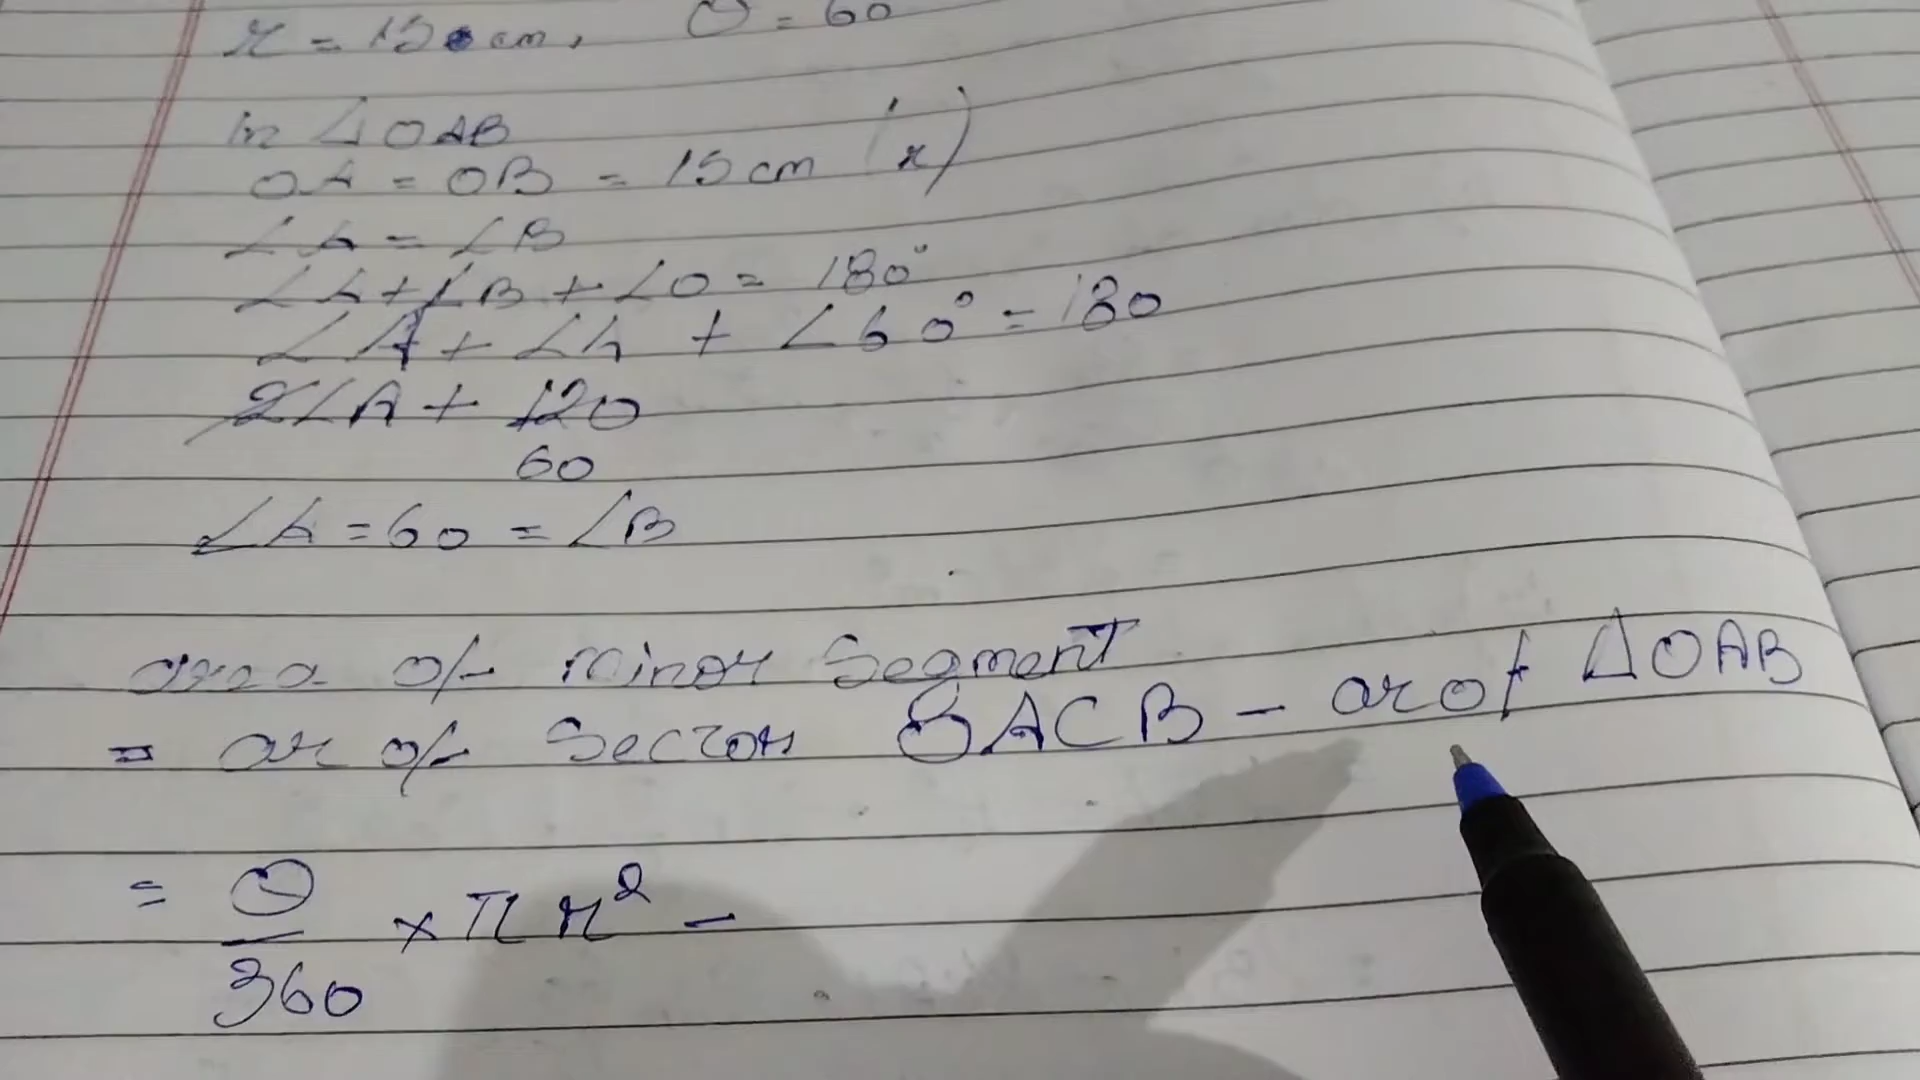 r = 15 cm, θ = 60
in △OAB
OA = OB = 15 cm (r)
∠A = ∠B
∠A + ∠B + ∠O = 180°
∠A + ∠A + ∠60° = 180
2∠A + 120
60
∠A = 60 = ∠B
area of minor segment
= ar of sector OACB - ar of △OAB
= θ/360 × πr² -